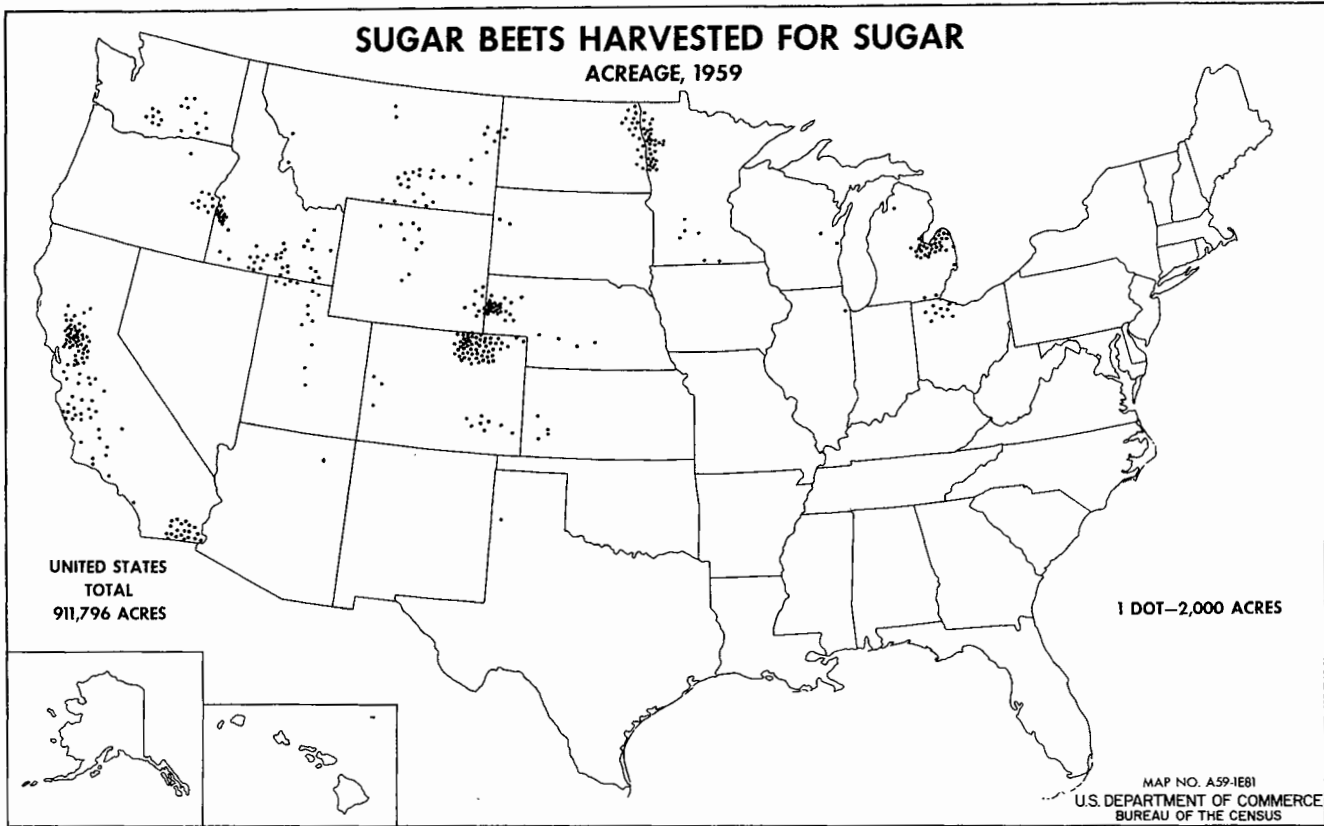 SUGAR BEETS HARVESTED FOR SUGAR
ACREAGE, 1959
UNITED STATES
TOTAL
911,796 ACRES
1 DOT—2,000 ACRES
MAP NO. A59-1E81
U.S. DEPARTMENT OF COMMERCE
BUREAU OF THE CENSUS